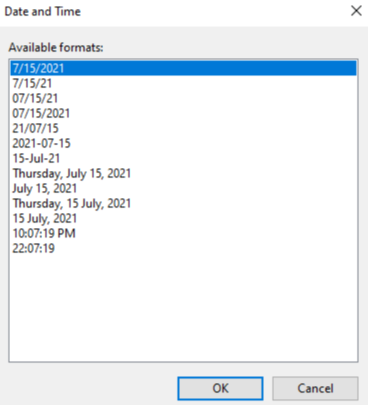 Date and Time
Available formats:
7/15/2021
7/15/21
07/15/21
07/15/2021
21/07/15
2021-07-15
15-Jul-21
Thursday, July 15, 2021
July 15, 2021
Thursday, 15 July, 2021
15 July, 2021
10:07:19 PM
22:07:19
OK Cancel